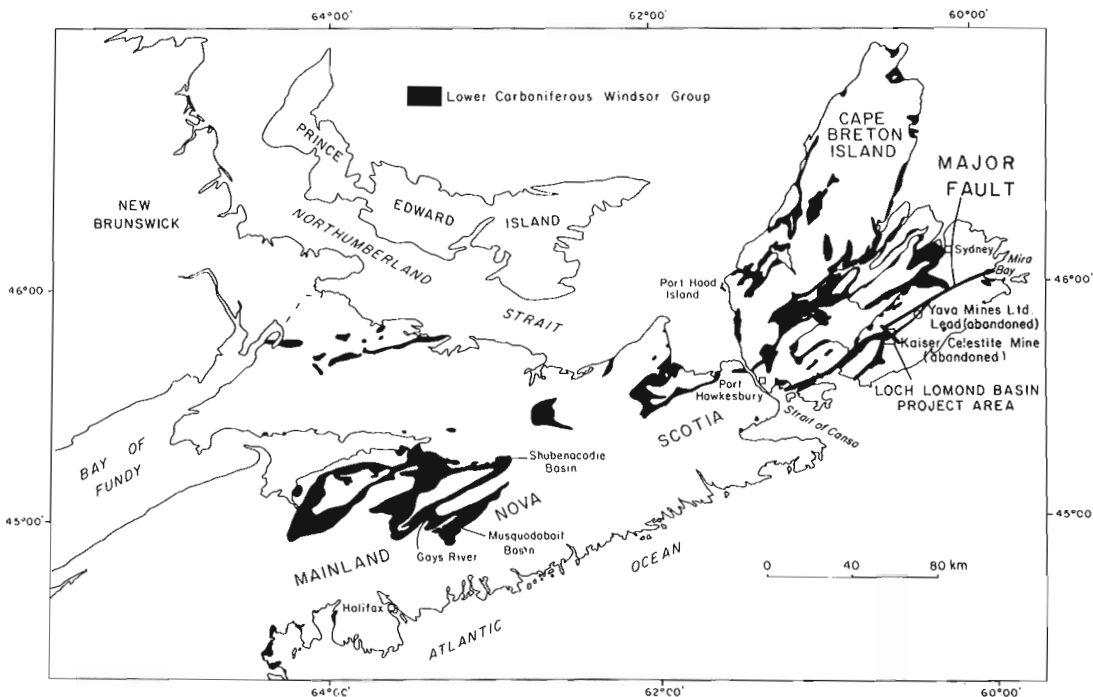 64°00'
62°00'
60°00'
Lower Carboniferous Windsor Group
PRINCE
EDWARD
ISLAND
CAPE
BRETON
ISLAND
MAJOR
FAULT
NEW
BRUNSWICK
NORTHUMBERLAND
STRAIT
Sydney
Mira
Bay
Port Hood
Island
46°00'
46°00'
Yava Mines Ltd.
Lead (abandoned)
Kaiser Celestite Mine
(abandoned)
LOCH LOMOND BASIN
PROJECT AREA
Port
Hawkesbury
Strait of Canso
SCOTIA
BAY OF
FUNDY
Shubenacodie
Basin
NOVA
45°00'
45°00'
Musquodoboit
Basin
Gays River
MAINLAND
OCEAN
0 40 80 km
Halifax
ATLANTIC
64°00'
62°00'
60°00'